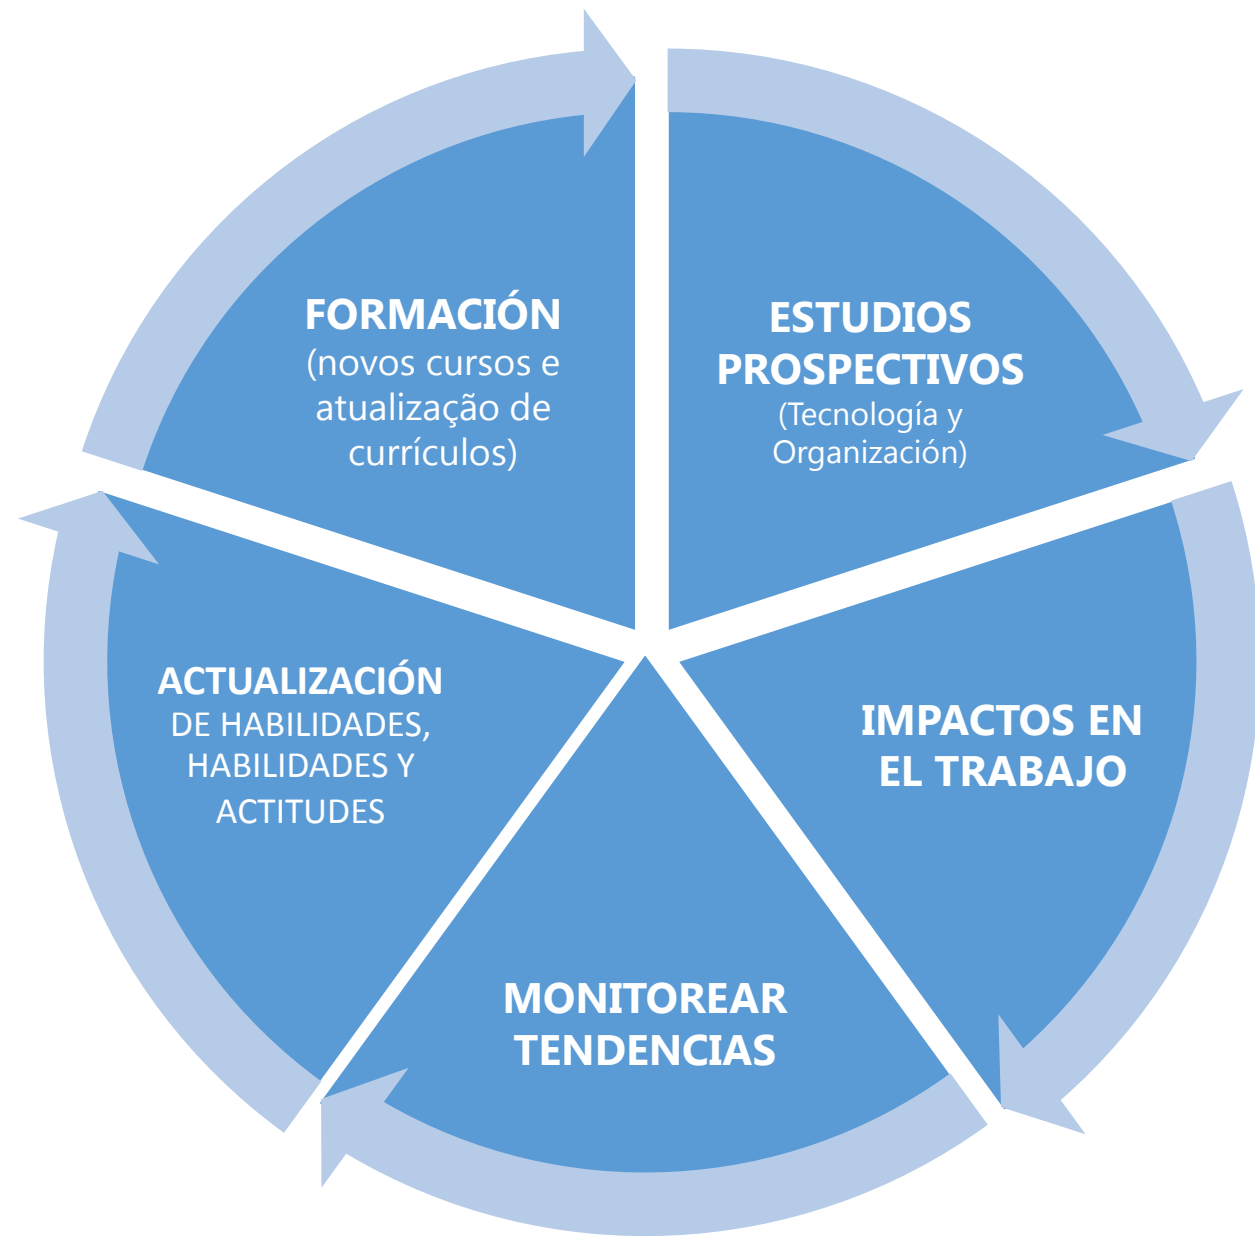 FORMACIÓN
(novos cursos e
atualização de
currículos)
ESTUDIOS
PROSPECTIVOS
(Tecnología y
Organización)
ACTUALIZACIÓN
DE HABILIDADES,
HABILIDADES Y
ACTITUDES
IMPACTOS EN
EL TRABAJO
MONITOREAR
TENDENCIAS